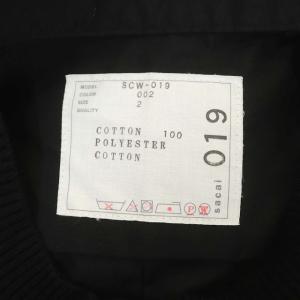 MODEL SCW-019
COLOR 002
SIZE 2
QUALITY
COTTON 100
POLYESTER
COTTON
sacai 019